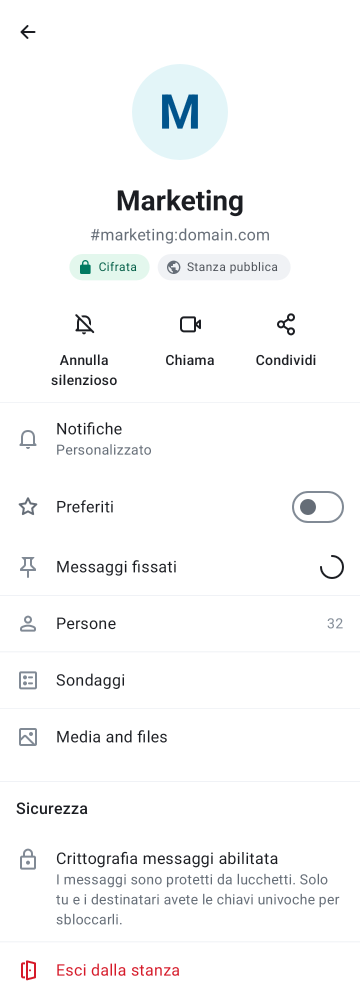 M
Marketing
#marketing:domain.com
Cifrata
Stanza pubblica
Annulla
silenzioso
Chiama
Condividi
Notifiche
Personalizzato
Preferiti
Messaggi fissati
Persone
32
Sondaggi
Media and files
Sicurezza
Crittografia messaggi abilitata
I messaggi sono protetti da lucchetti. Solo
tu e i destinatari avete le chiavi univoche per
sbloccarli.
Esci dalla stanza